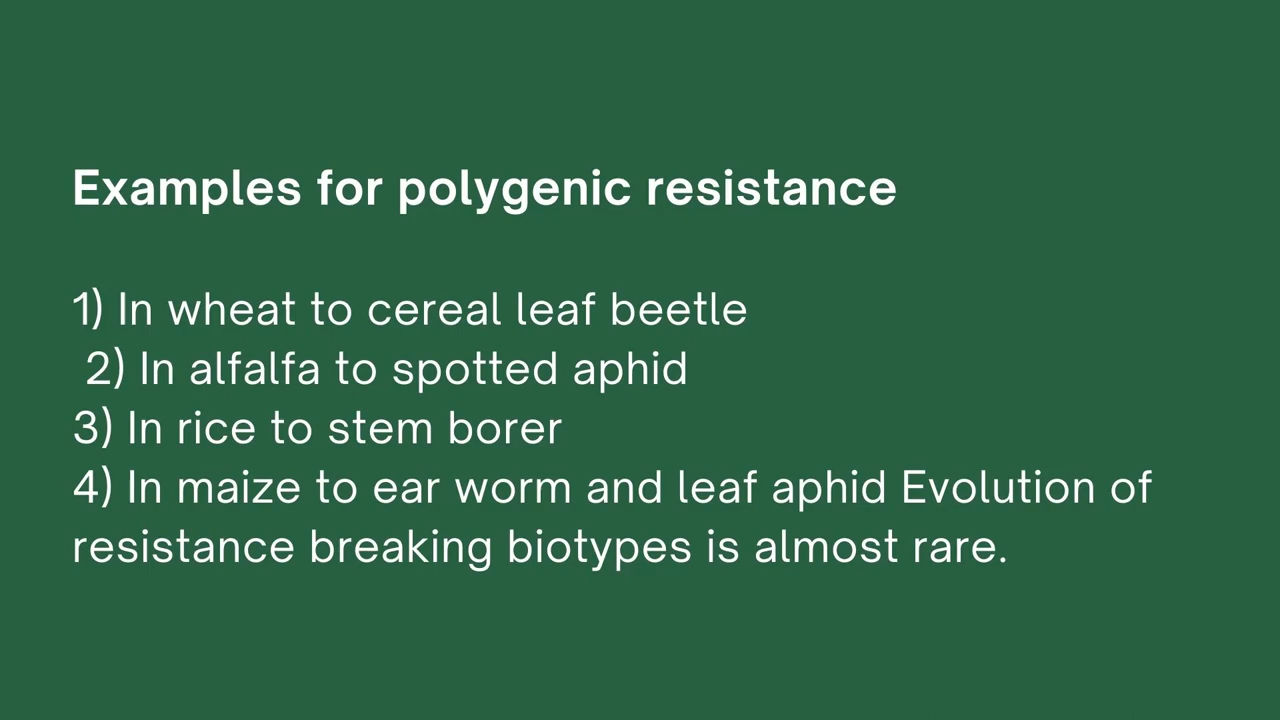 Examples for polygenic resistance
1) In wheat to cereal leaf beetle
2) In alfalfa to spotted aphid
3) In rice to stem borer
4) In maize to ear worm and leaf aphid Evolution of
resistance breaking biotypes is almost rare.